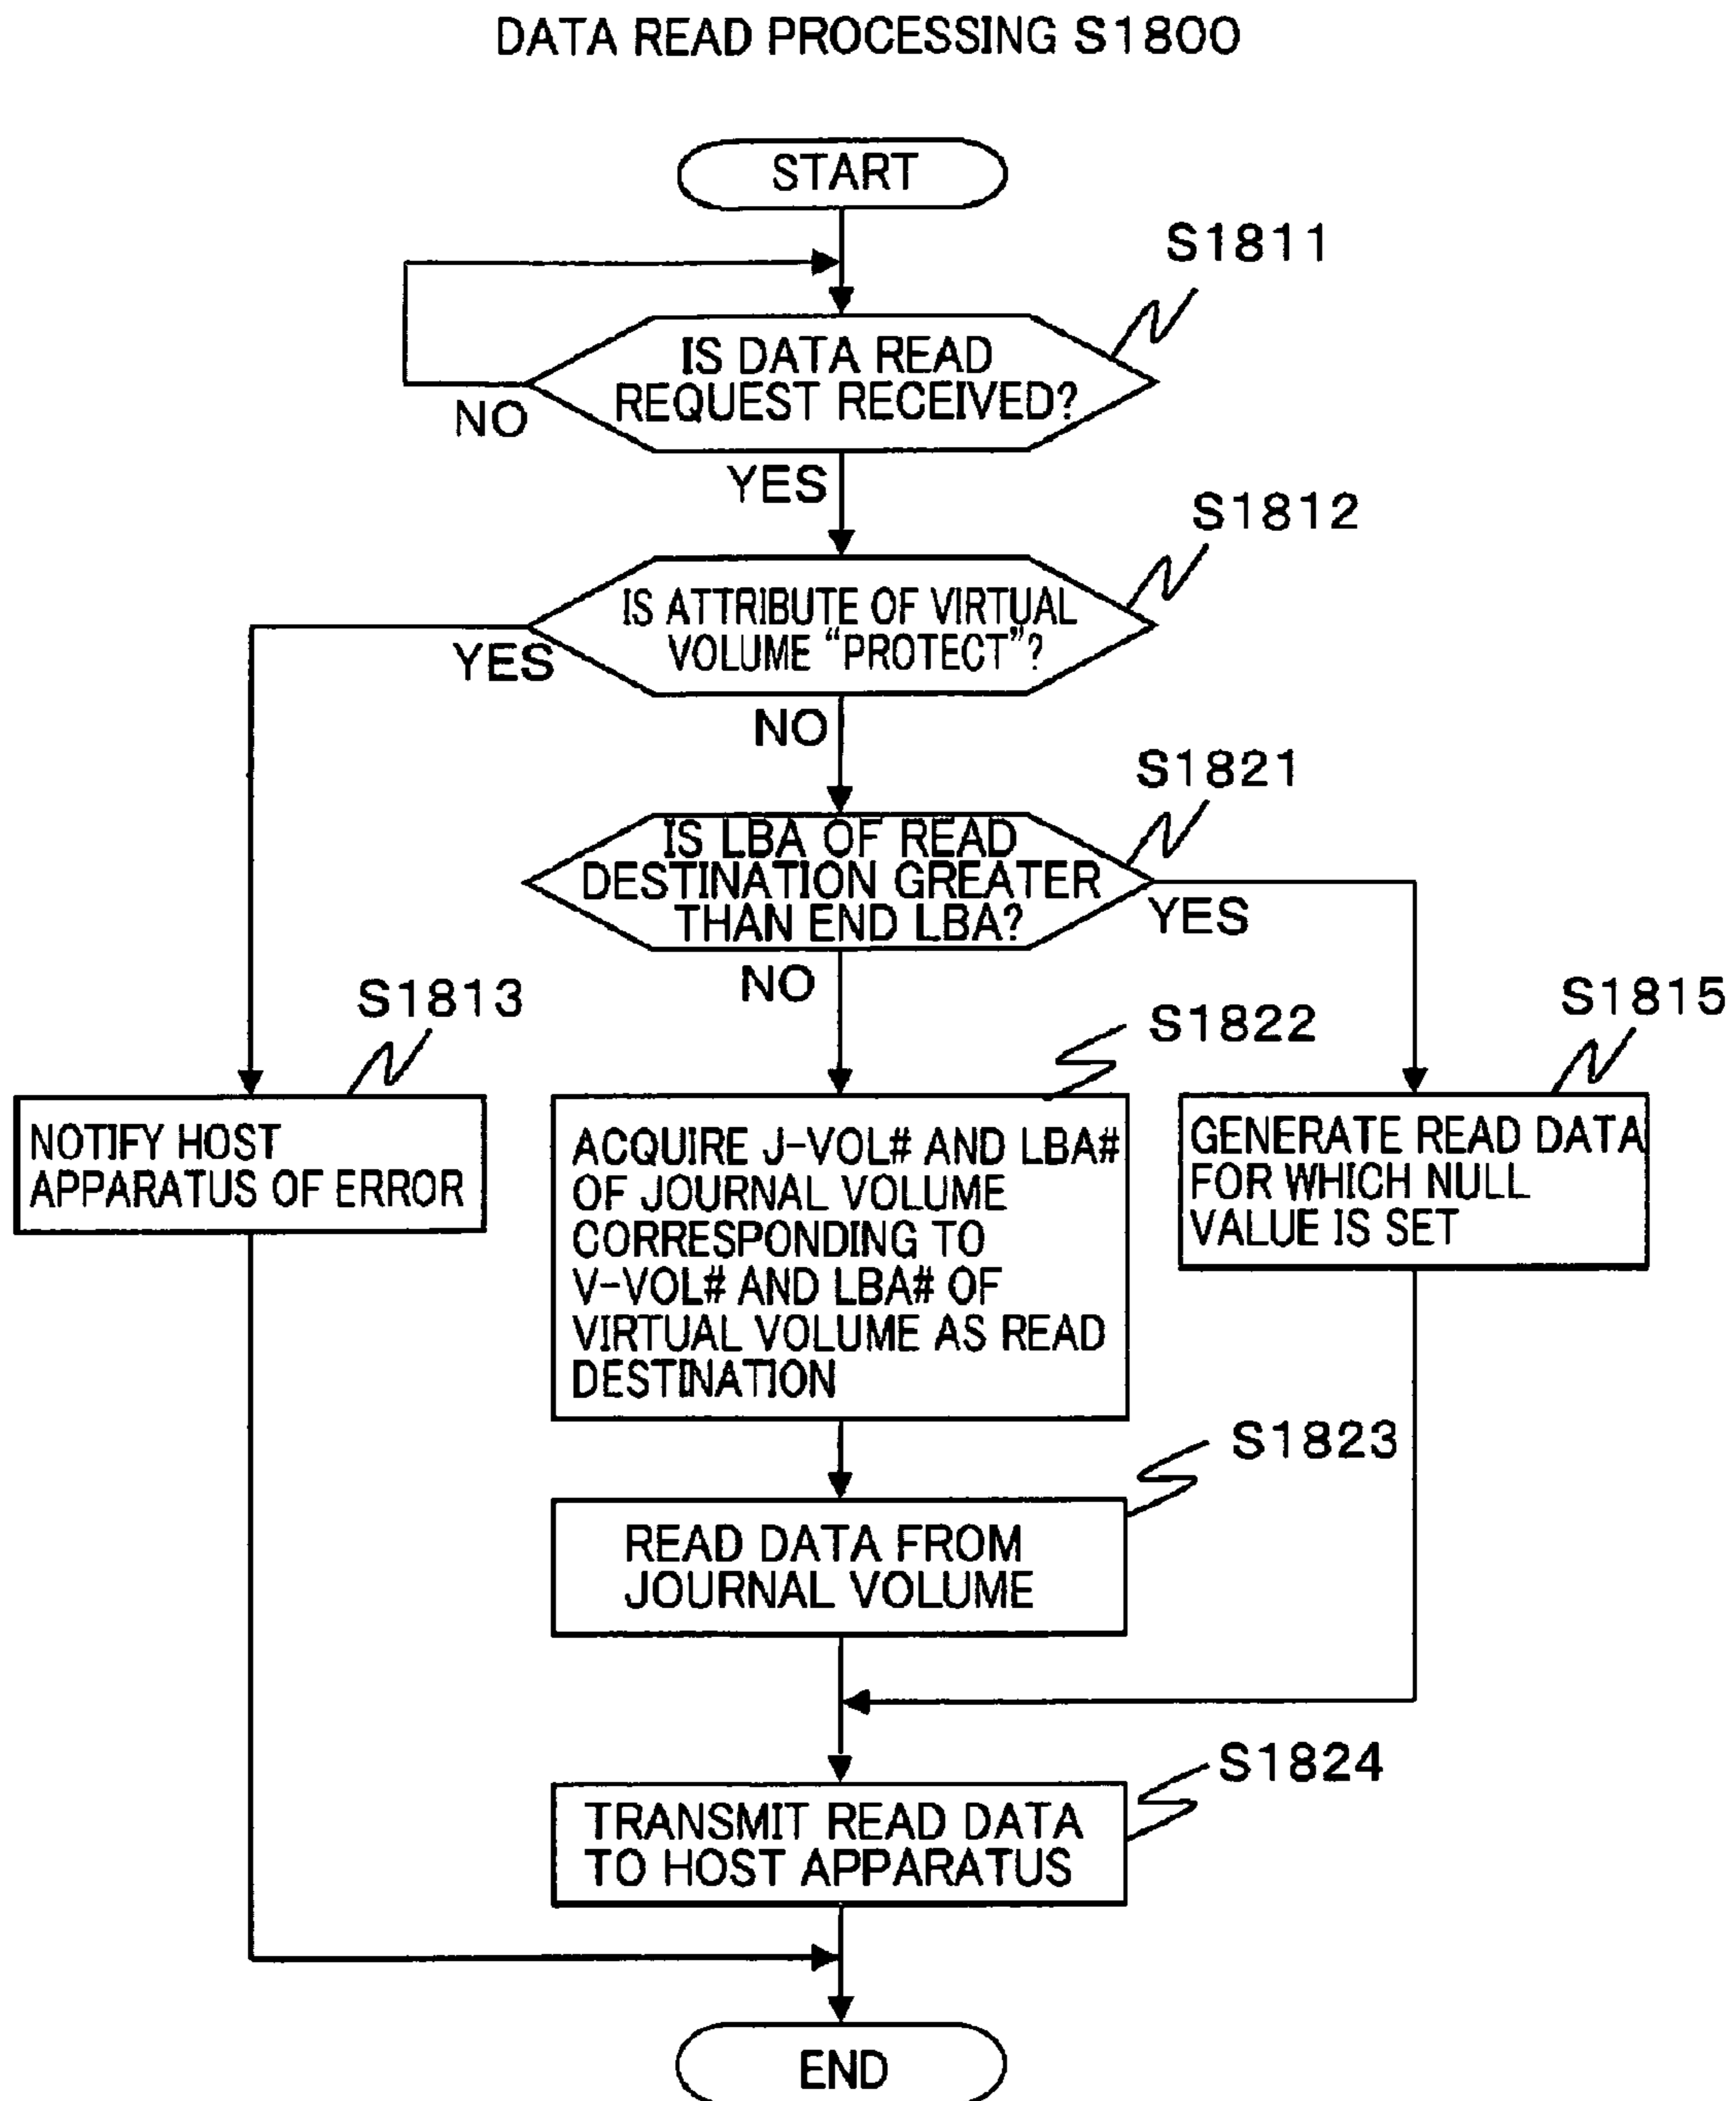 DATA READ PROCESSING S1800
START
S1811
IS DATA READ
REQUEST RECEIVED?
NO
YES
S1812
IS ATTRIBUTE OF VIRTUAL
VOLUME “PROTECT”?
YES
NO
S1821
IS LBA OF READ
DESTINATION GREATER
THAN END LBA?
YES
NO
S1813
NOTIFY HOST
APPARATUS OF ERROR
S1822
ACQUIRE J-VOL# AND LBA#
OF JOURNAL VOLUME
CORRESPONDING TO
V-VOL# AND LBA# OF
VIRTUAL VOLUME AS READ
DESTINATION
S1815
GENERATE READ DATA
FOR WHICH NULL
VALUE IS SET
S1823
READ DATA FROM
JOURNAL VOLUME
S1824
TRANSMIT READ DATA
TO HOST APPARATUS
END